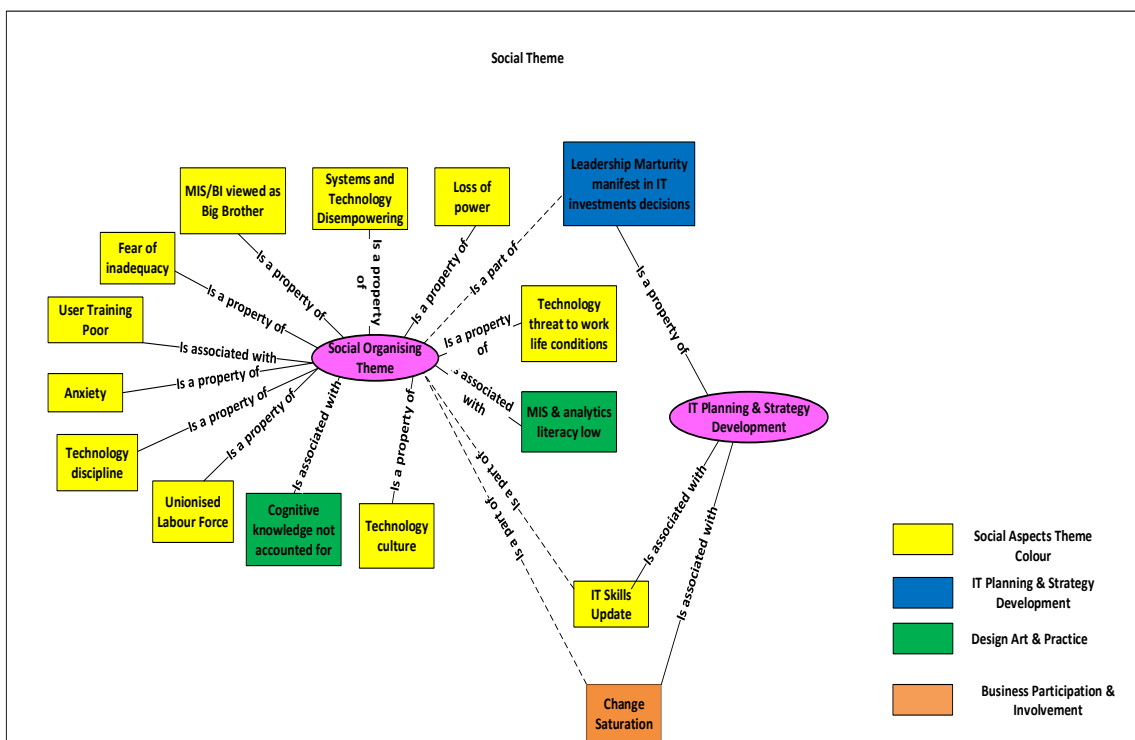 Social Theme
Leadership Marturity
manifest in IT
investments decisions
Systems and
Technology
Disempowering
Loss of
power
MIS/BI viewed as
Big Brother
Fear of
inadequacy
User Training
Poor
Anxiety
Technology
discipline
Unionised
Labour Force
Cognitive
knowledge not
accounted for
Technology
culture
Technology
threat to work
life conditions
MIS & analytics
literacy low
Social Organising
Theme
IT Planning & Strategy
Development
IT Skills
Update
Change
Saturation
Is a property of
Is a property of
Is a property
of
Is a property of
Is a part of
Is a property of
Is associated with
Is a property of
Is a property of
Is a property of
Is associated with
Is a property of
Is a property
of
Is associated
with
Is a part of
Is a part of
Is a property of
Is associated with
Is associated with
Social Aspects Theme
Colour
IT Planning & Strategy
Development
Design Art & Practice
Business Participation &
Involvement